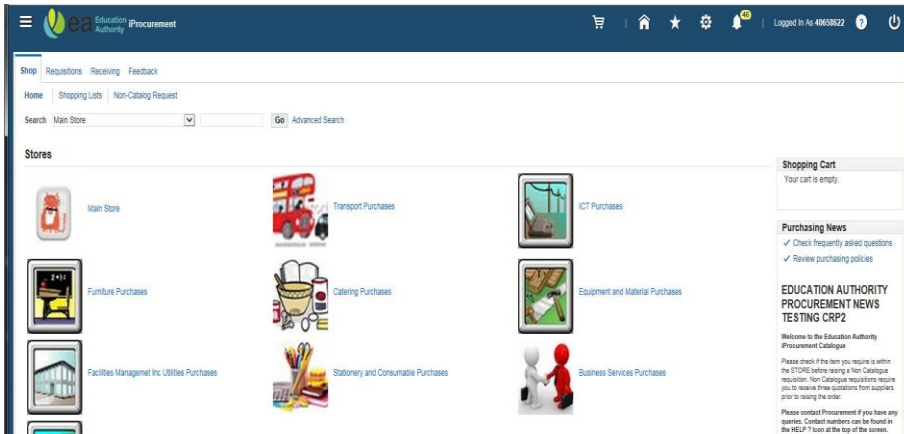 ea Education Authority iProcurement
46
Logged In As 40658622
?
Shop Requisitions Receiving Feedback
Home Shopping Lists Non-Catalog Request
Search Main Store Go Advanced Search
Stores
Main Store
Transport Purchases
ICT Purchases
Furniture Purchases
Catering Purchases
Equipment and Material Purchases
Facilities Managemet Inc Utilities Purchases
Stationery and Consumable Purchases
Business Services Purchases
Shopping Cart
Your cart is empty.
Purchasing News
Check frequently asked questions
Review purchasing policies
EDUCATION AUTHORITY
PROCUREMENT NEWS
TESTING CRP2
Welcome to the Education Authority
iProcurement Catalogue
Please check if the item you require is within
the STORE before raising a Non Catalogue
requisition. Non Catalogue requisitions require
you to receive three quotations from suppliers
prior to raising the order.
Please contact Procurement if you have any
queries. Contact numbers can be found in
the HELP ? Icon at the top of the screen.